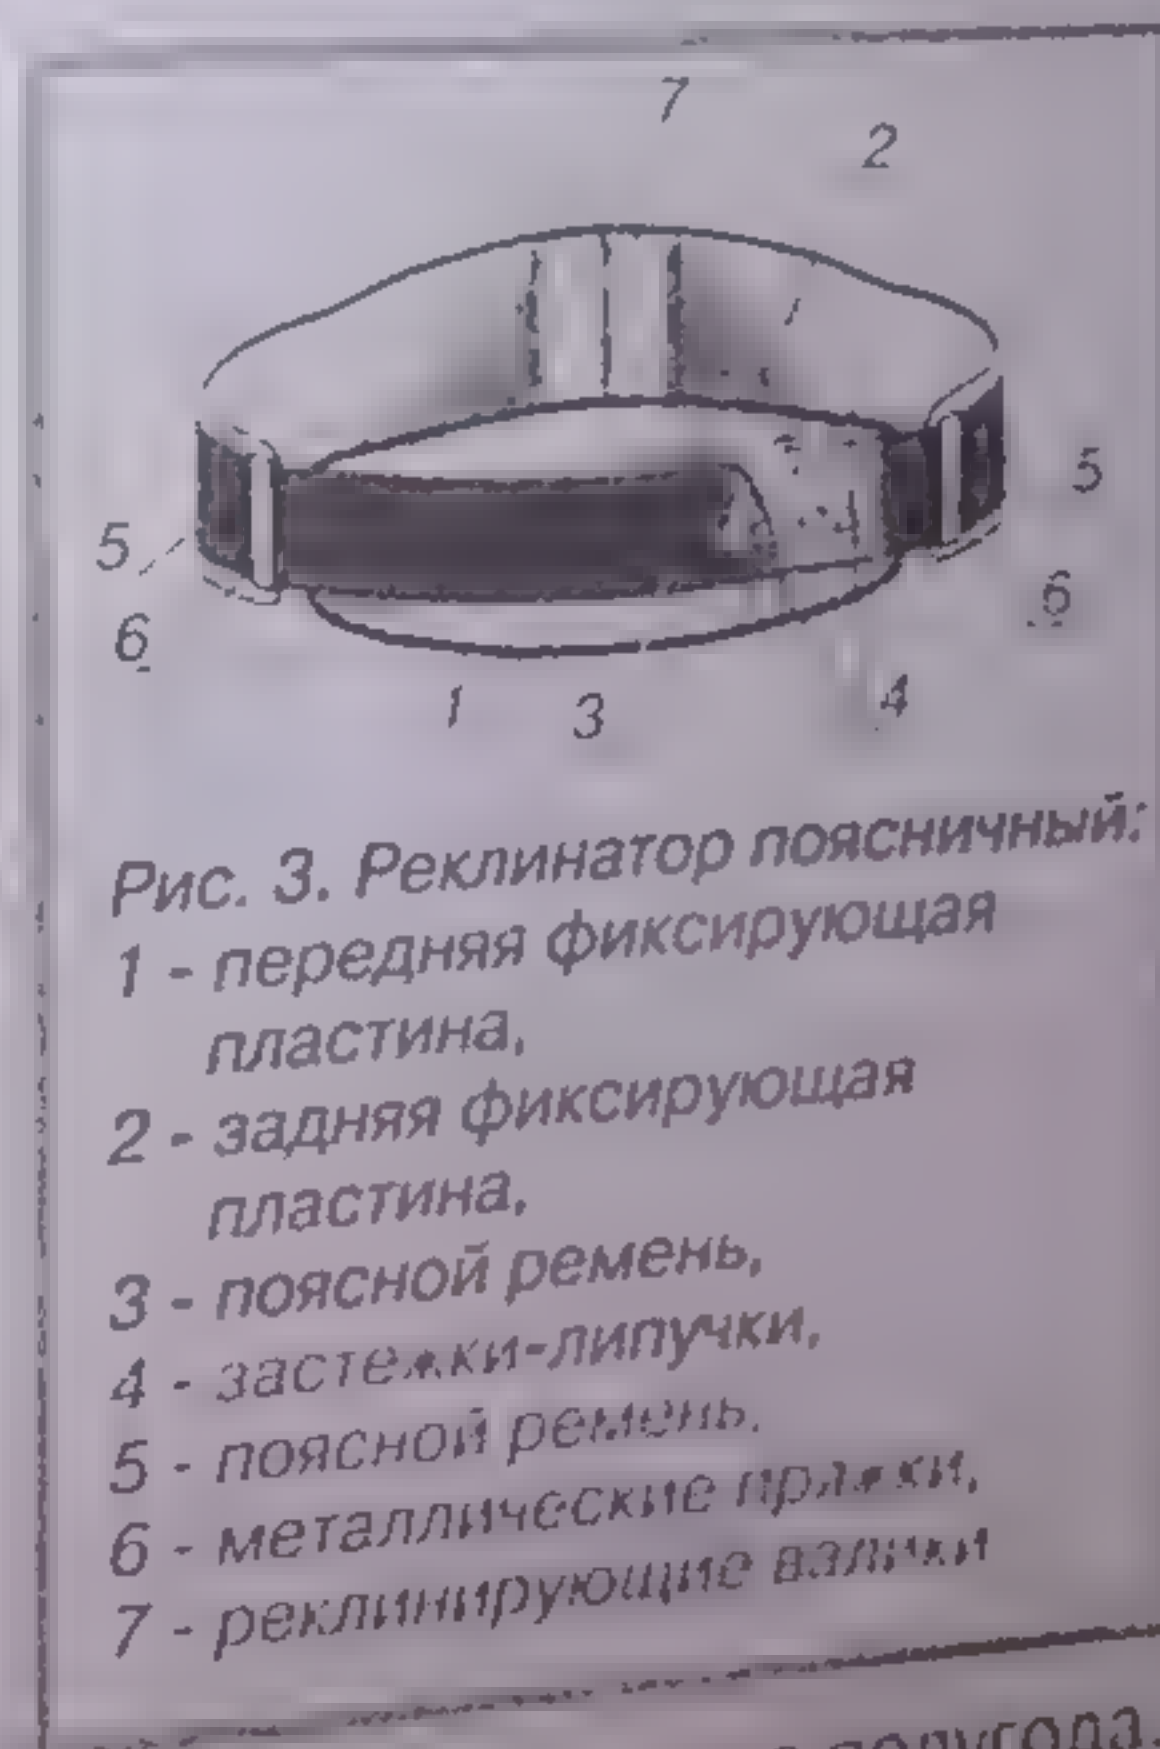 7
2
5
5
6
6
1 3 4
Рис. 3. Реклинатор поясничный:
1 - передняя фиксирующая
пластина,
2 - задняя фиксирующая
пластина,
3 - поясной ремень,
4 - застежки-липучки,
5 - поясной ремень,
6 - металлические пряжки,
7 - реклинирующие валики
полугода.